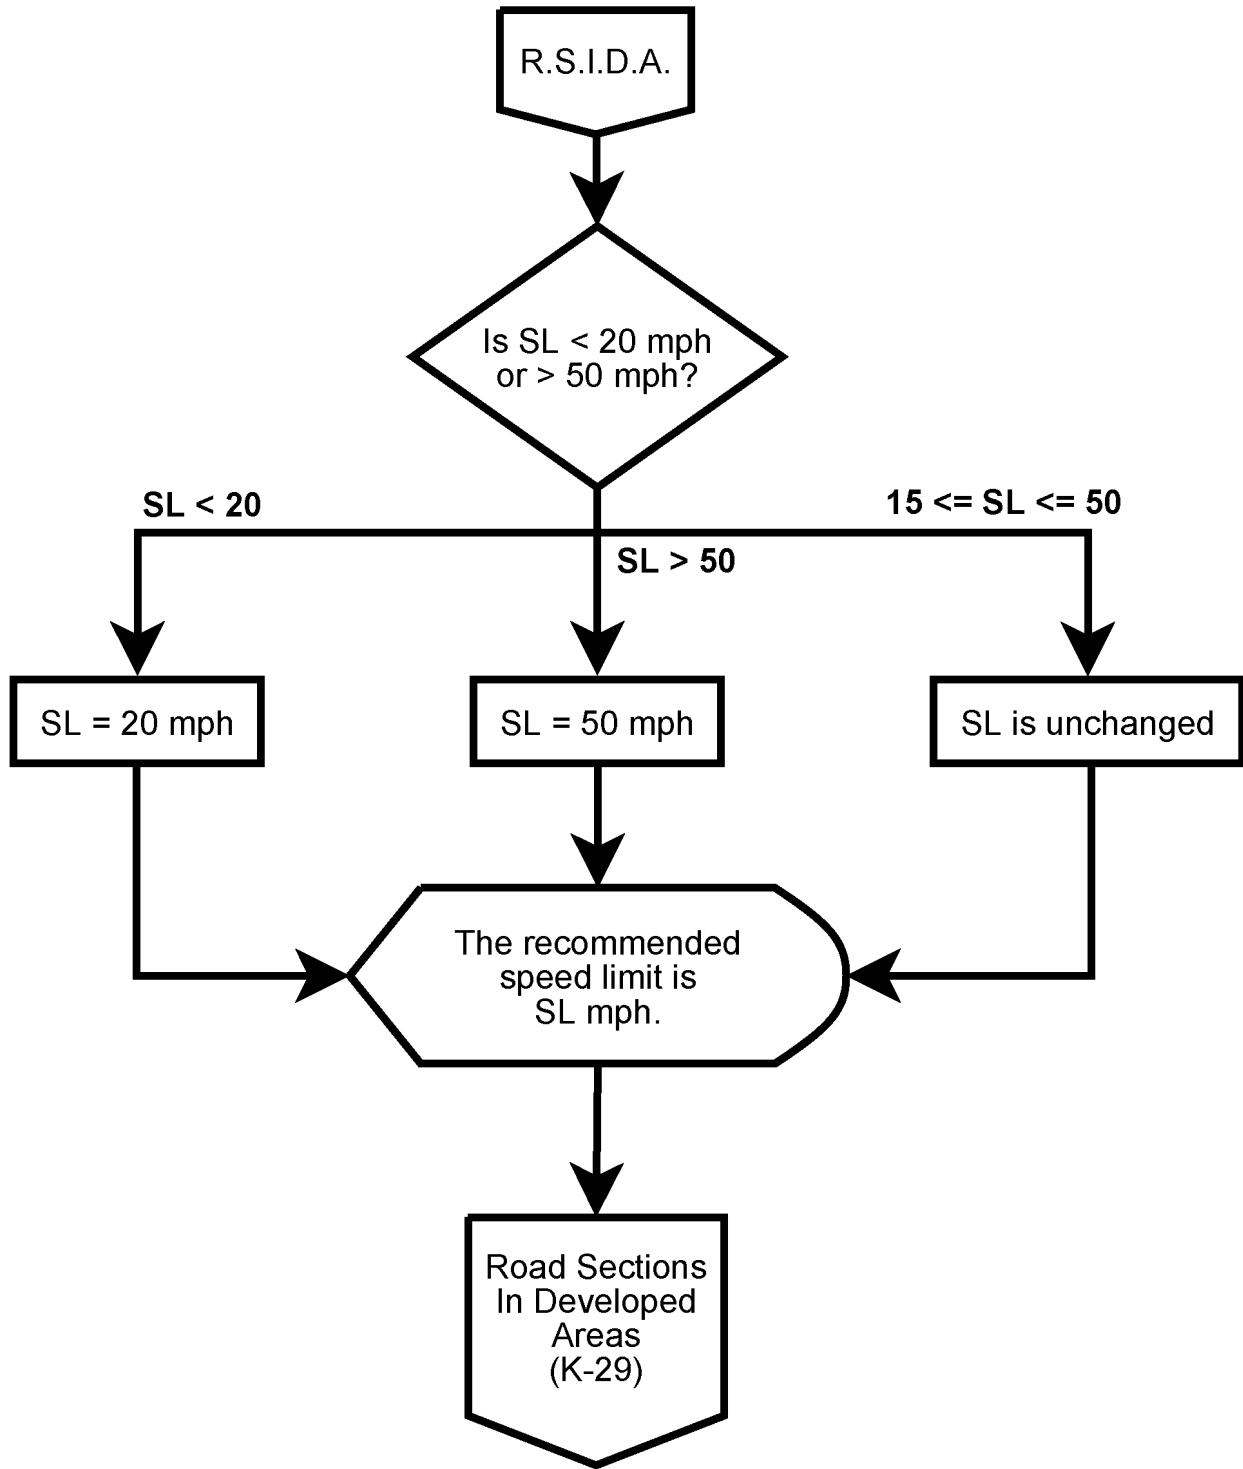 R.S.I.D.A.
Is SL < 20 mph
or > 50 mph?
SL < 20
15 <= SL <= 50
SL > 50
SL = 20 mph
SL = 50 mph
SL is unchanged
The recommended
speed limit is
SL mph.
Road Sections
In Developed
Areas
(K-29)